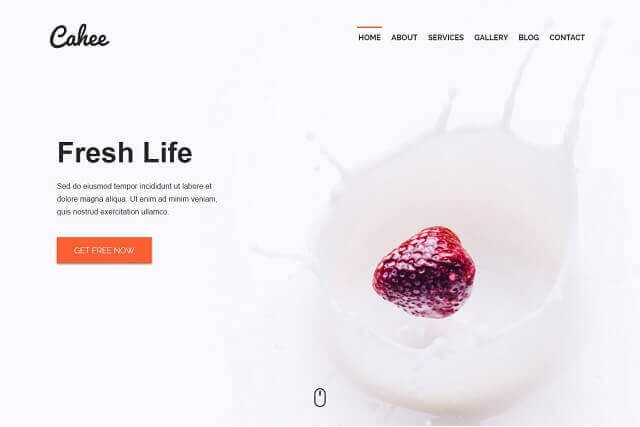 Cahee
HOME ABOUT SERVICES GALLERY BLOG CONTACT
Fresh Life
Sed do eiusmod tempor incididunt ut labore et
dolore magna aliqua. Ut enim ad minim veniam,
quis nostrud exercitation ullamco.
GET FREE NOW